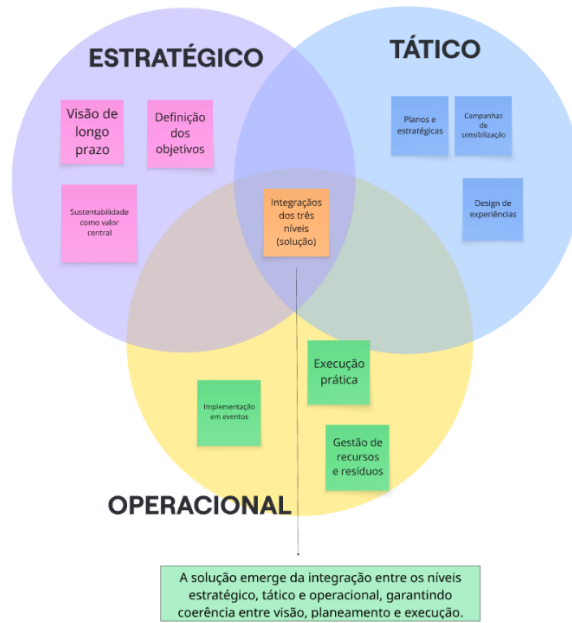 ESTRATÉGICO
TÁTICO
Visão de
longo
prazo
Definição
dos
objetivos
Sustentabilidade
como valor
central
Planos e
estratégicas
Campanhas
de
sensibilização
Design de
experiências
Integraçãos
dos três
níveis
(solução)
Execução
prática
Implementação
em eventos
Gestão de
recursos
e resíduos
OPERACIONAL
A solução emerge da integração entre os níveis
estratégico, tático e operacional, garantindo
coerência entre visão, planeamento e execução.